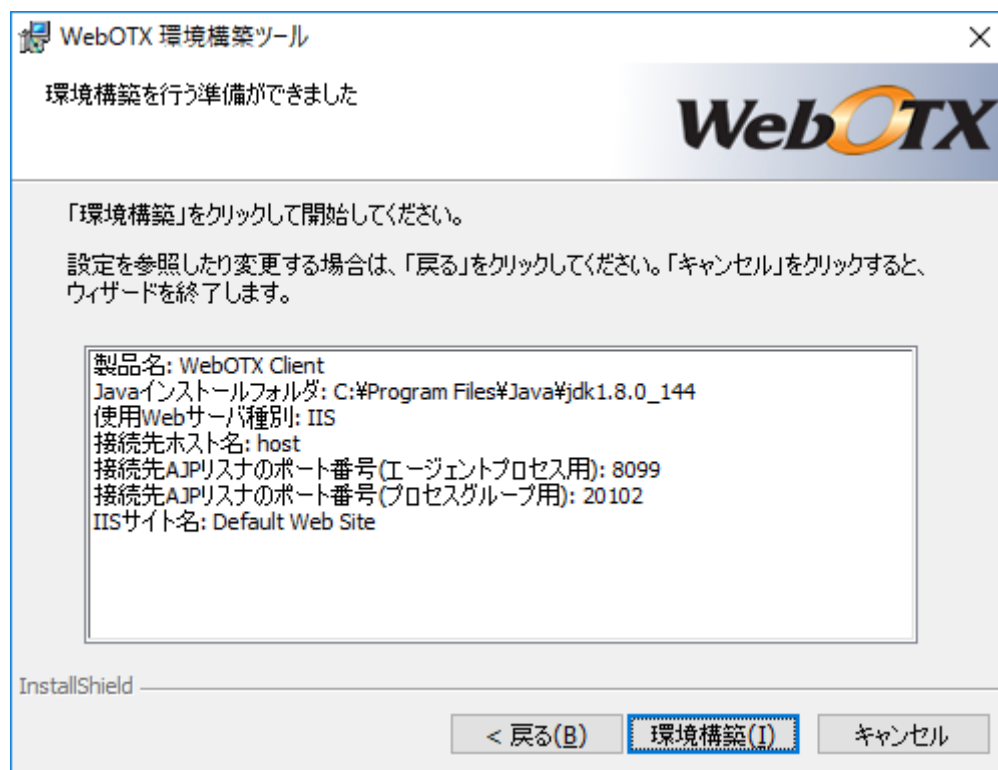 WebOTX 環境構築ツール
環境構築を行う準備ができました
WebOTX
「環境構築」をクリックして開始してください。
設定を参照したり変更する場合は、「戻る」をクリックしてください。「キャンセル」をクリックすると、
ウィザードを終了します。
製品名: WebOTX Client
Javaインストールフォルダ: C:¥Program Files¥Java¥jdk1.8.0_144
使用Webサーバ種別: IIS
接続先ホスト名: host
接続先AJPリスナのポート番号(エージェントプロセス用): 8099
接続先AJPリスナのポート番号(プロセスグループ用): 20102
IISサイト名: Default Web Site
InstallShield
< 戻る(B) 環境構築(I) キャンセル